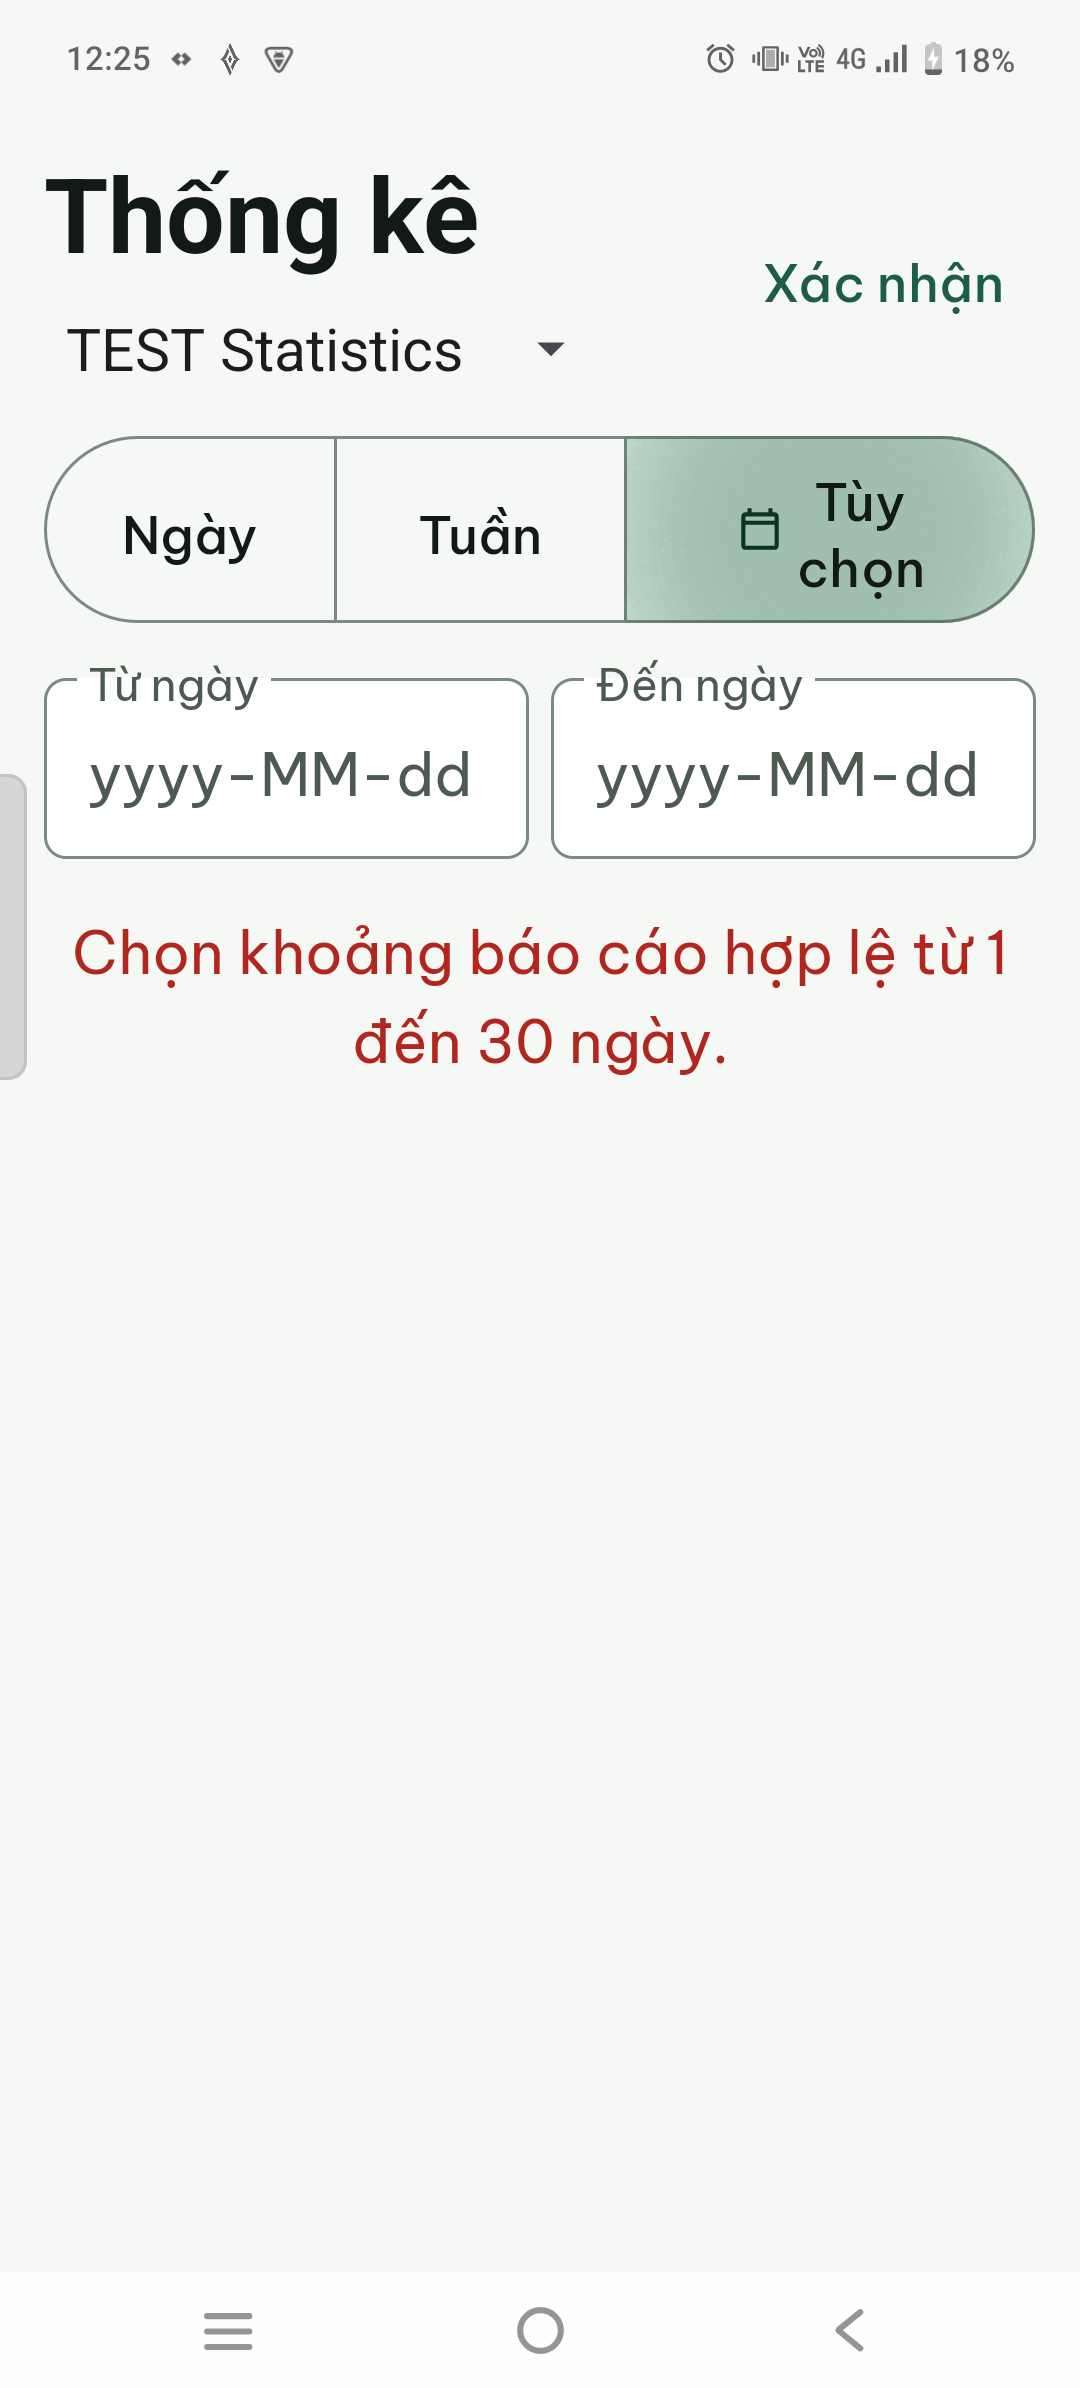 12:25 VoLTE 4G 18%
Thống kê
Xác nhận
TEST Statistics
Ngày
Tuần
Tùy
chọn
Từ ngày
Đến ngày
yyyy-MM-dd
yyyy-MM-dd
Chọn khoảng báo cáo hợp lệ từ 1
đến 30 ngày.